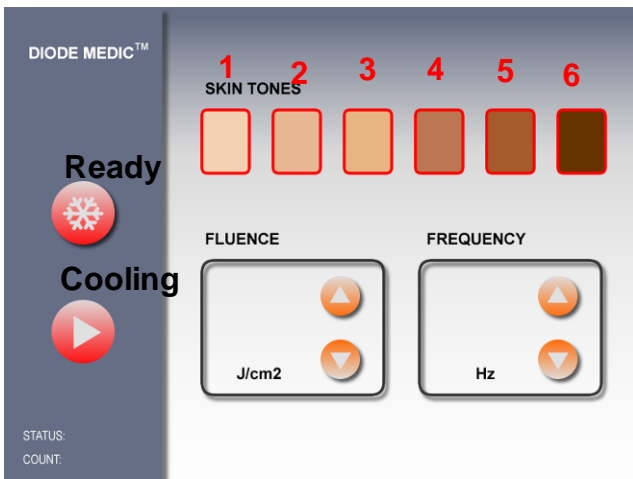 DIODE MEDIC™
1 2 3 4 5 6
SKIN TONES
Ready
FLUENCE
FREQUENCY
Cooling
J/cm2
Hz
STATUS:
COUNT: